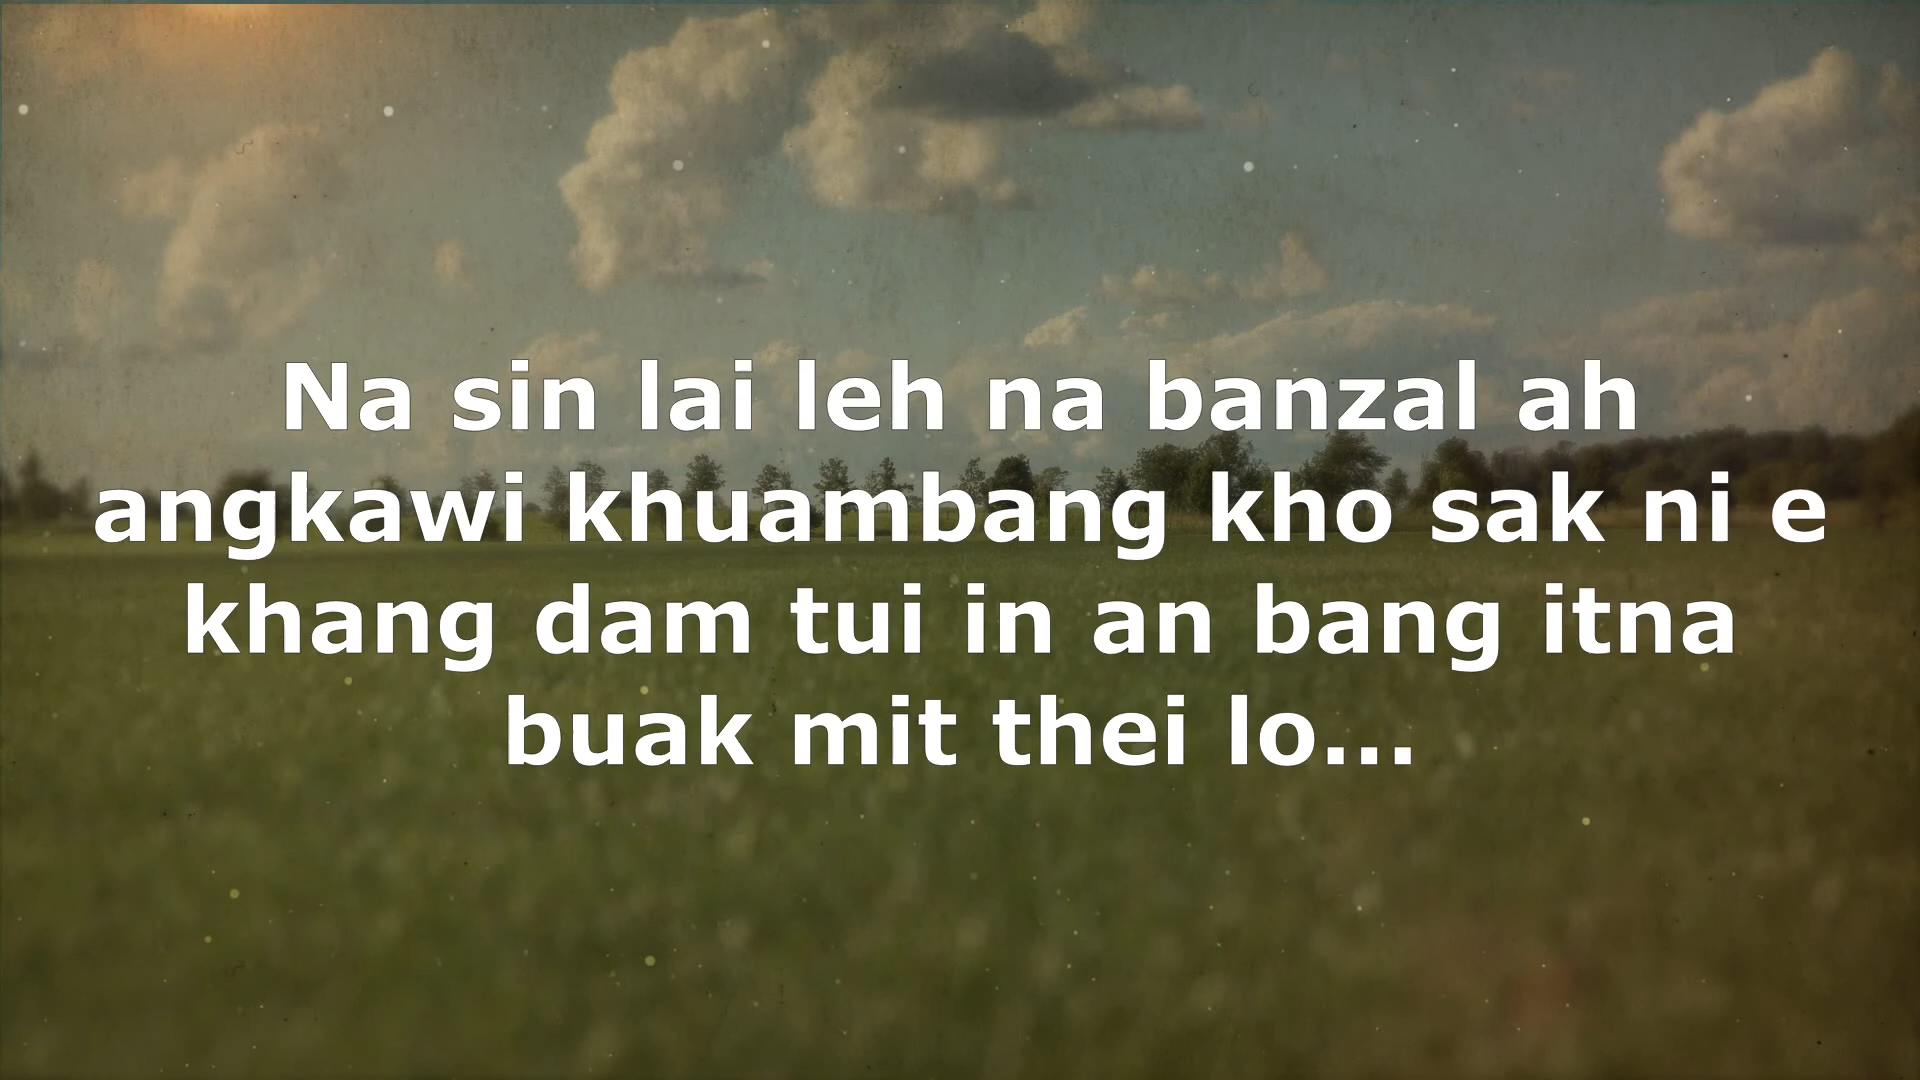 Na sin lai leh na banzal ah
angkawi khuambang kho sak ni e
khang dam tui in an bang itna
buak mit thei lo...